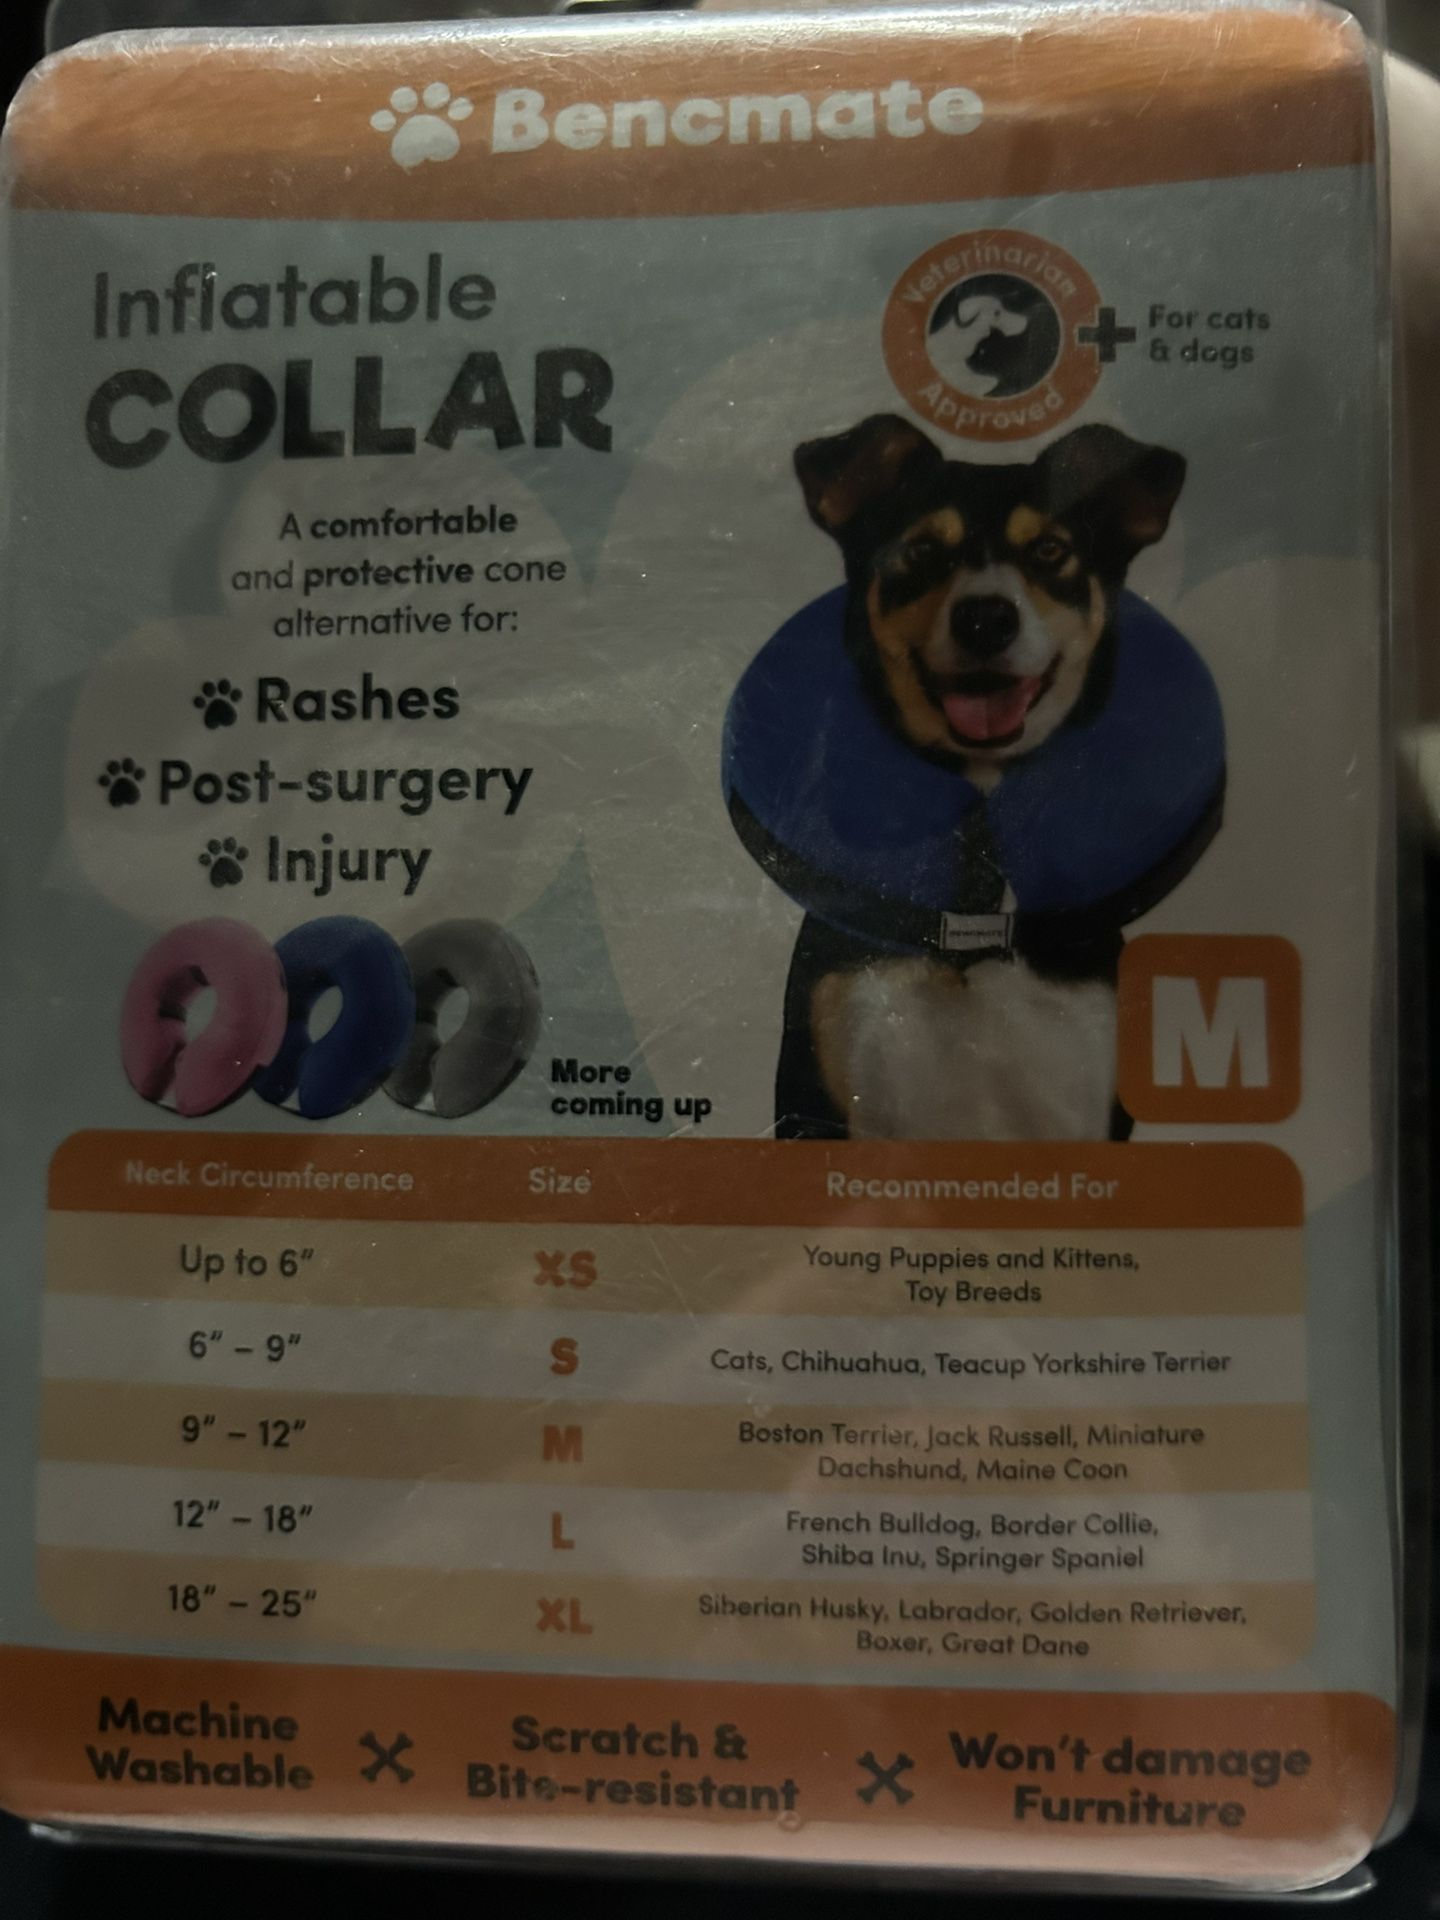 Bencmate
Inflatable
COLLAR
Veterinarian
Approved
For cats
& dogs
A comfortable
and protective cone
alternative for:
Rashes
Post-surgery
Injury
BENCMATE
More
coming up
M
Neck Circumference Size Recommended For
Up to 6” XS Young Puppies and Kittens,
Toy Breeds
6” – 9” S Cats, Chihuahua, Teacup Yorkshire Terrier
9” – 12” M Boston Terrier, Jack Russell, Miniature
Dachshund, Maine Coon
12” – 18” L French Bulldog, Border Collie,
Shiba Inu, Springer Spaniel
18” – 25” XL Siberian Husky, Labrador, Golden Retriever,
Boxer, Great Dane
Machine
Washable
Scratch &
Bite-resistant
Won't damage
Furniture